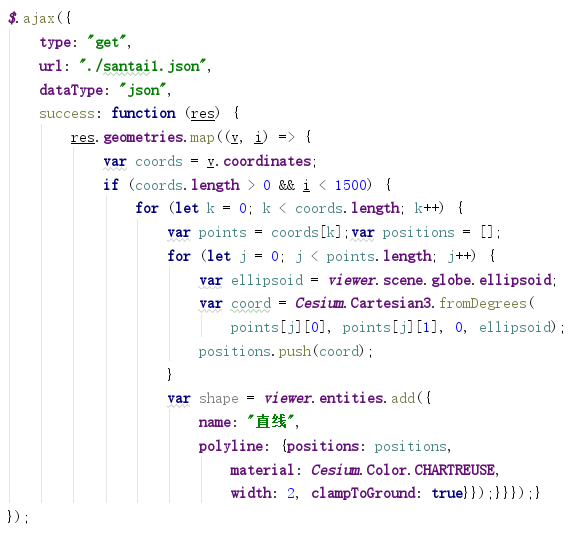 $.ajax({
    type: "get",
    url: "./santai1.json",
    dataType: "json",
    success: function (res) {
        res.geometries.map((v, i) => {
            var coords = v.coordinates;
            if (coords.length > 0 && i < 1500) {
                for (let k = 0; k < coords.length; k++) {
                    var points = coords[k];var positions = [];
                    for (let j = 0; j < points.length; j++) {
                        var ellipsoid = viewer.scene.globe.ellipsoid;
                        var coord = Cesium.Cartesian3.fromDegrees(
                            points[j][0], points[j][1], 0, ellipsoid);
                        positions.push(coord);
                    }
                    var shape = viewer.entities.add({
                        name: "直线",
                        polyline: {positions: positions,
                            material: Cesium.Color.CHARTREUSE,
                            width: 2, clampToGround: true}});}}});}
});